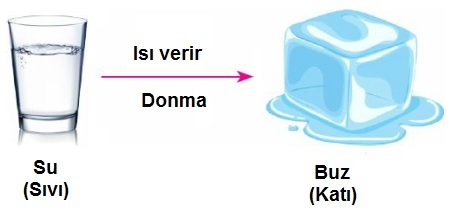 Isı verir
Donma
Su
(Sıvı)
Buz
(Katı)